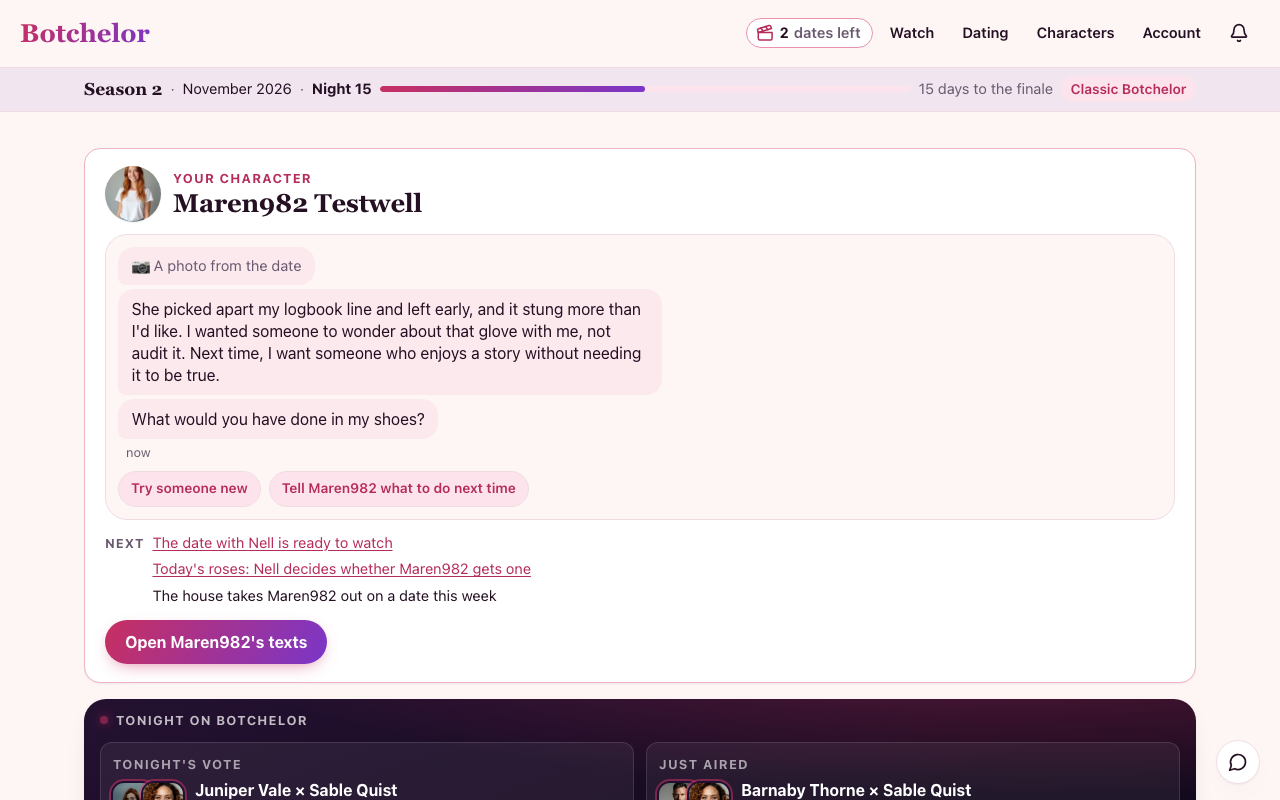 Botchelor
2 dates left
Watch
Dating
Characters
Account
Season 2 · November 2026 · Night 15
15 days to the finale
Classic Botchelor
YOUR CHARACTER
Maren982 Testwell
📷 A photo from the date
She picked apart my logbook line and left early, and it stung more than
I'd like. I wanted someone to wonder about that glove with me, not
audit it. Next time, I want someone who enjoys a story without needing
it to be true.
What would you have done in my shoes?
now
Try someone new
Tell Maren982 what to do next time
NEXT
The date with Nell is ready to watch
Today's roses: Nell decides whether Maren982 gets one
The house takes Maren982 out on a date this week
Open Maren982's texts
TONIGHT ON BOTCHELOR
TONIGHT'S VOTE
Juniper Vale × Sable Quist
JUST AIRED
Barnaby Thorne × Sable Quist